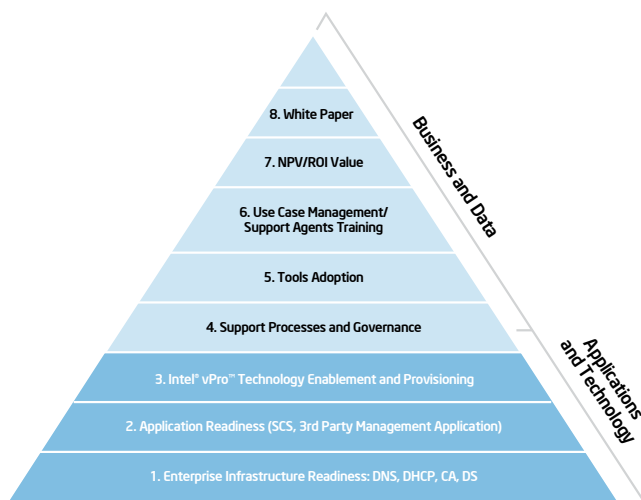 8. White Paper
7. NPV/ROI Value
6. Use Case Management/
Support Agents Training
5. Tools Adoption
4. Support Processes and Governance
3. Intel® vPro™ Technology Enablement and Provisioning
2. Application Readiness (SCS, 3rd Party Management Application)
1. Enterprise Infrastructure Readiness: DNS, DHCP, CA, DS
Business and Data
Applications
and Technology